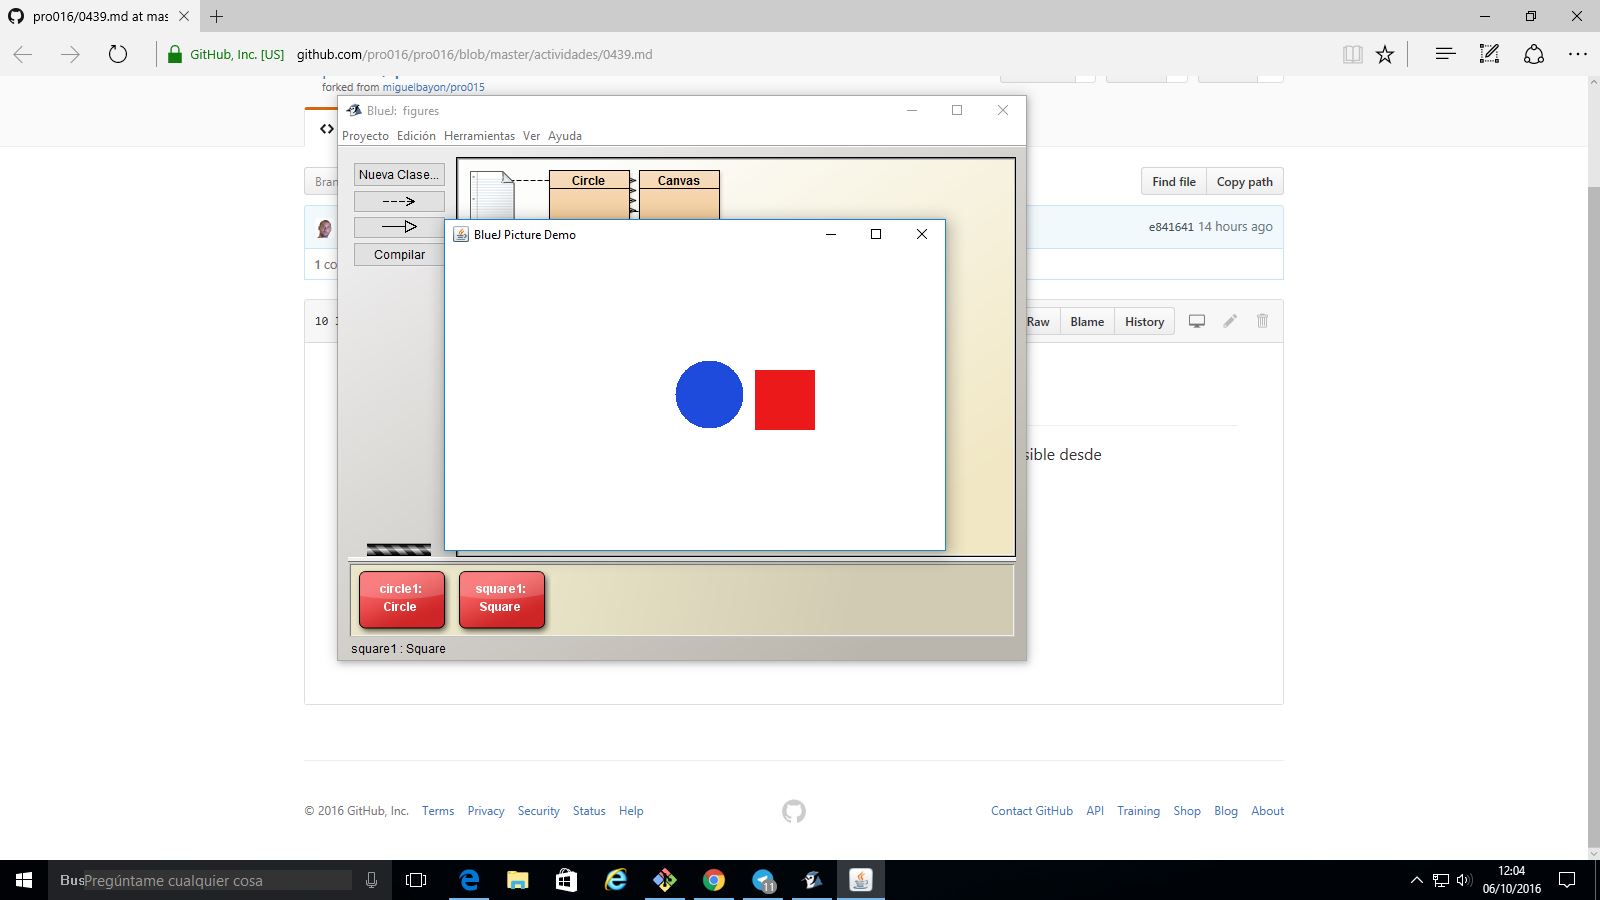 pro016/0439.md at mas
GitHub, Inc. [US] github.com/pro016/pro016/blob/master/actividades/0439.md
forked from miguelbayon/pro015
BlueJ: figures
Proyecto Edición Herramientas Ver Ayuda
Nueva Clase...
Compilar
Circle
Canvas
Find file Copy path
e841641 14 hours ago
1 co
10
Raw Blame History
BlueJ Picture Demo
sible desde
circle1:
Circle
square1:
Square
square1 : Square
© 2016 GitHub, Inc. Terms Privacy Security Status Help
Contact GitHub API Training Shop Blog About
Pregúntame cualquier cosa
11
12:04
06/10/2016